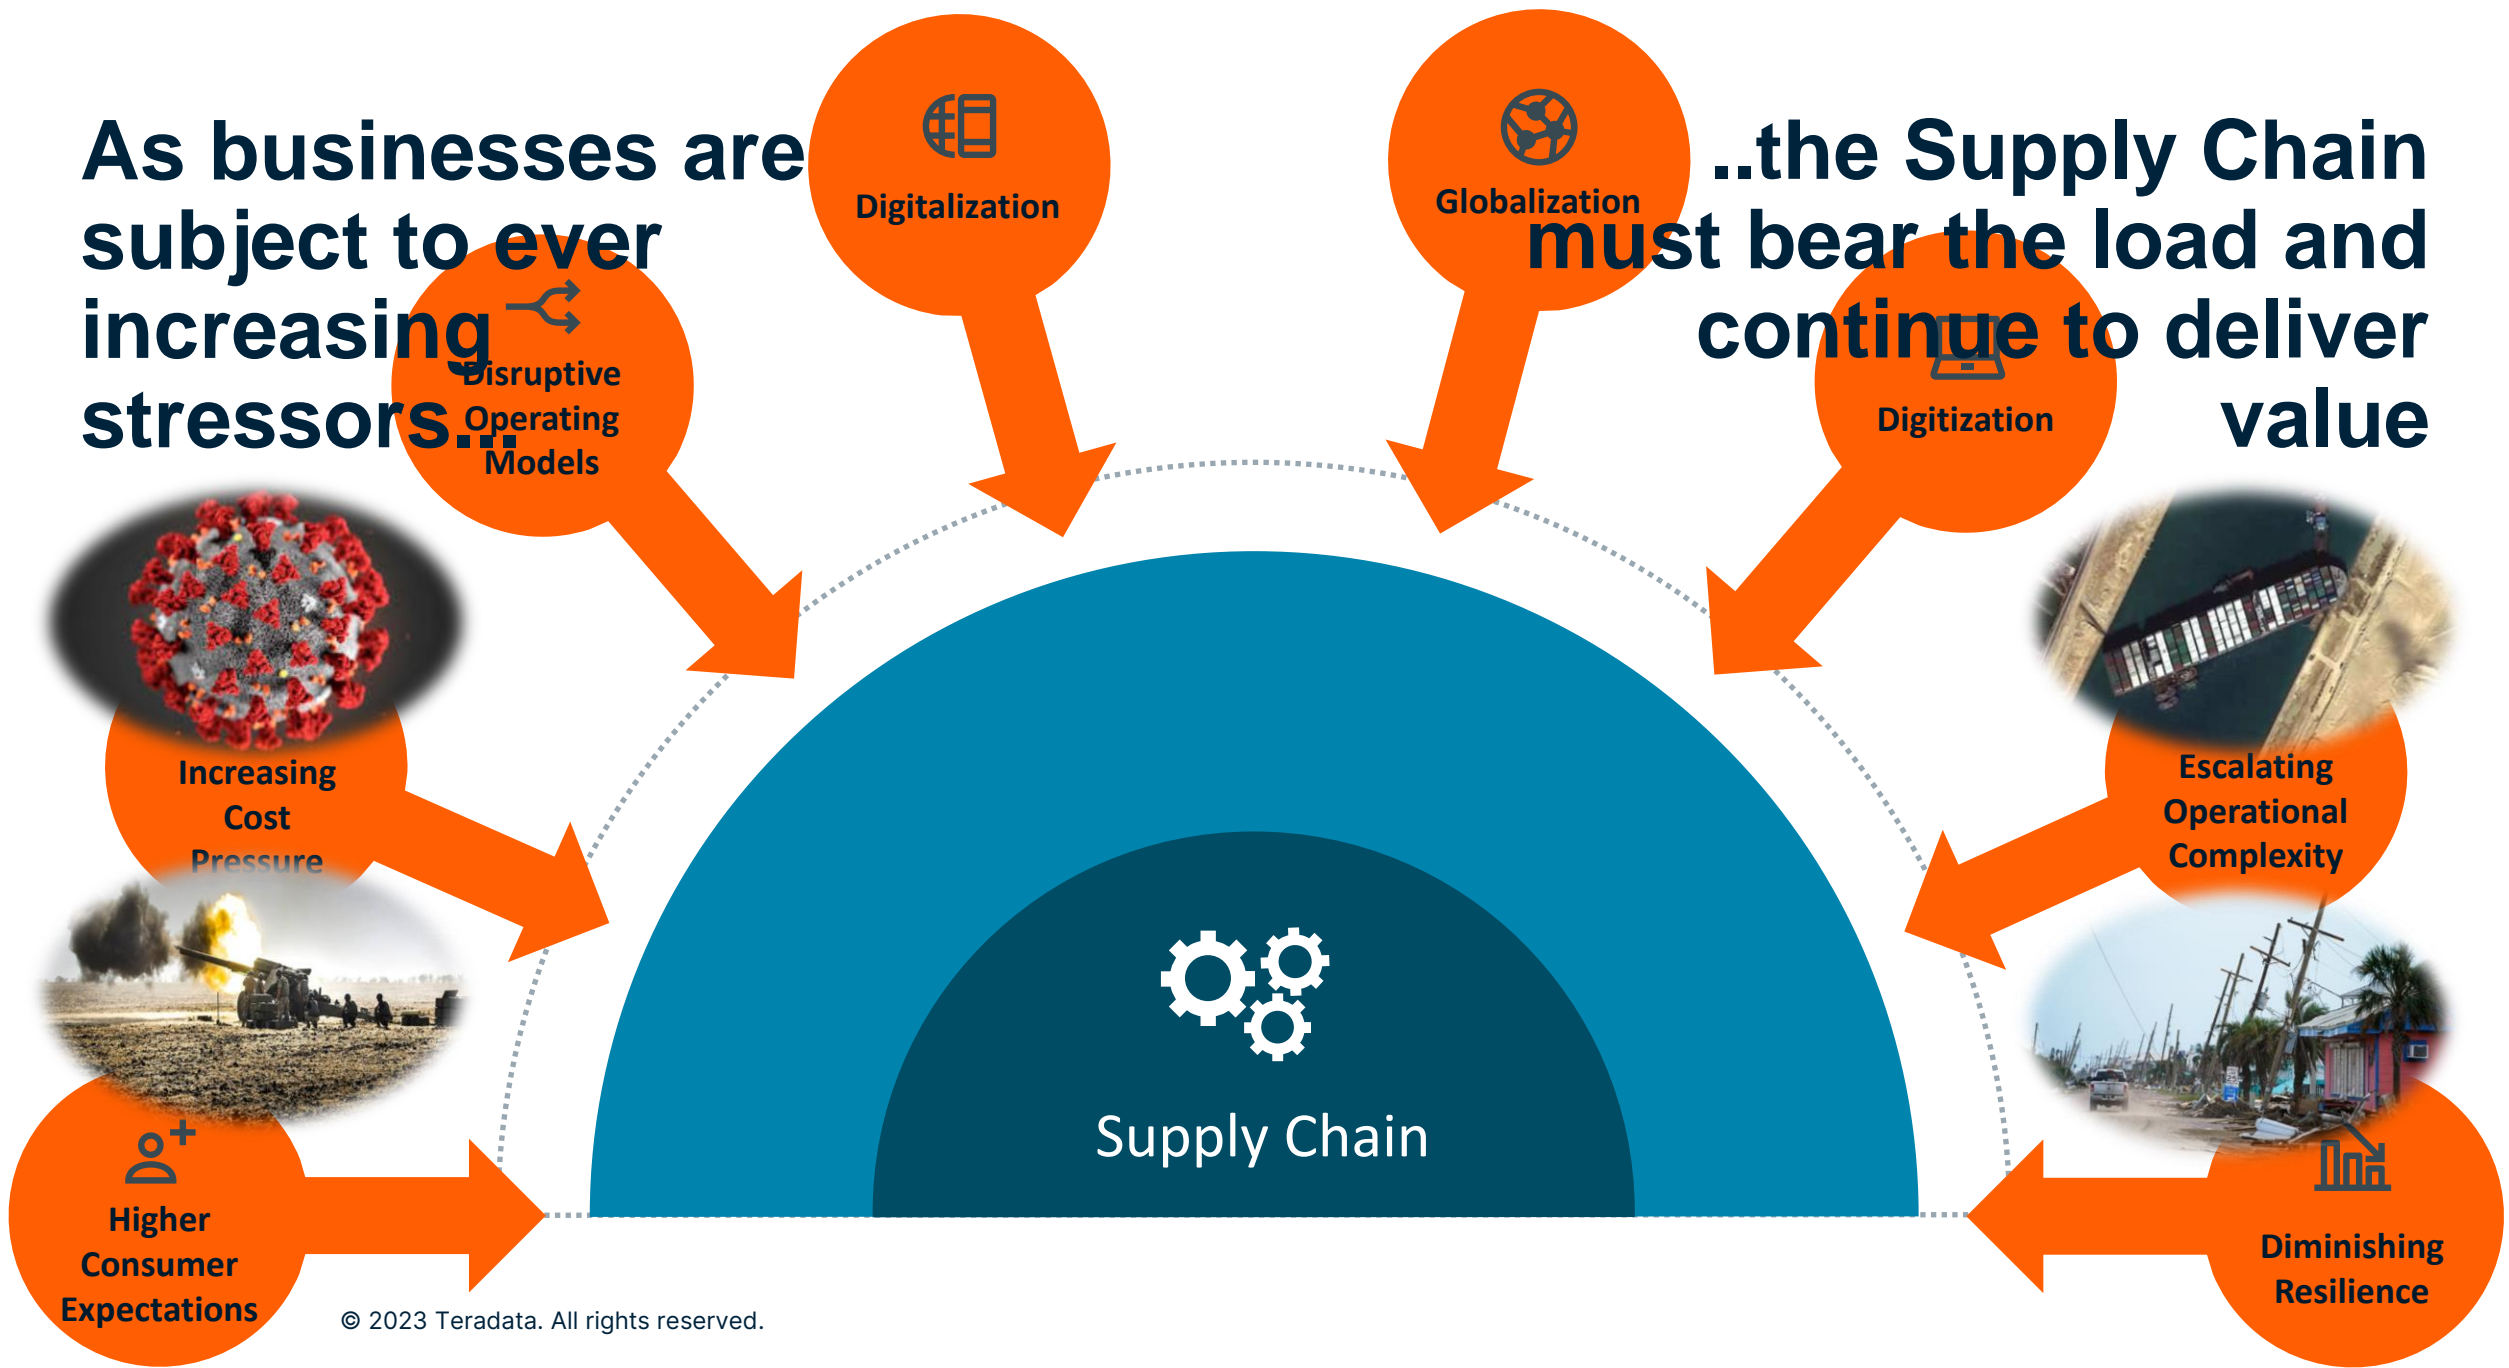 As businesses are
subject to ever
increasing
stressors...
..the Supply Chain
must bear the load and
continue to deliver
value
Digitalization
Globalization
Disruptive
Operating
Models
Digitization
Increasing
Cost
Pressure
Escalating
Operational
Complexity
Supply Chain
Higher
Consumer
Expectations
Diminishing
Resilience
© 2023 Teradata. All rights reserved.